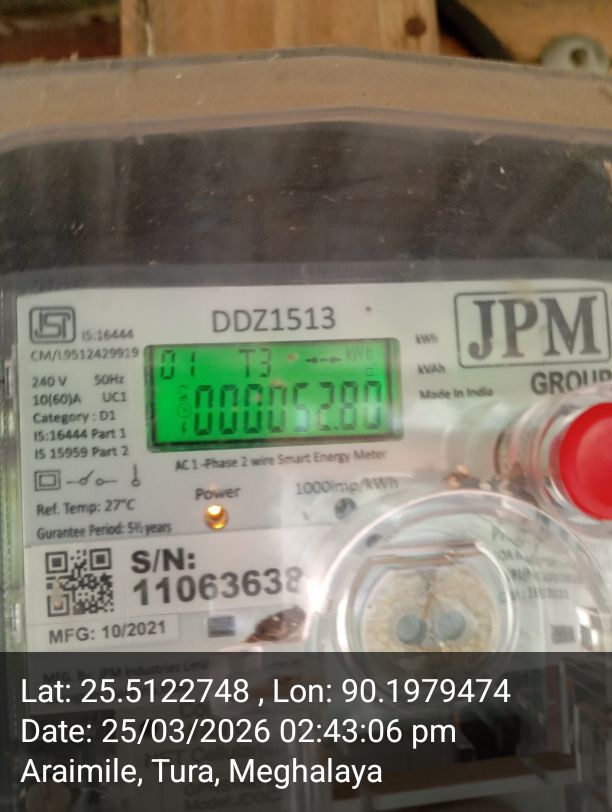 DDZ1513
JPM
GROUP
IS:16444
CM/L9512429919
240 V 50Hz
10(60)A UC1
Category : D1
IS:16444 Part 1
IS 15959 Part 2
Ref. Temp: 27°C
Gurantee Period: 5½ years
01 T3 kWh
000052.80
kWh
kVAh
Made In India
AC 1 -Phase 2 wire Smart Energy Meter
Power
1000imp/kWh
S/N:
11063638
MFG: 10/2021
Lat: 25.5122748 , Lon: 90.1979474
Date: 25/03/2026 02:43:06 pm
Araimile, Tura, Meghalaya